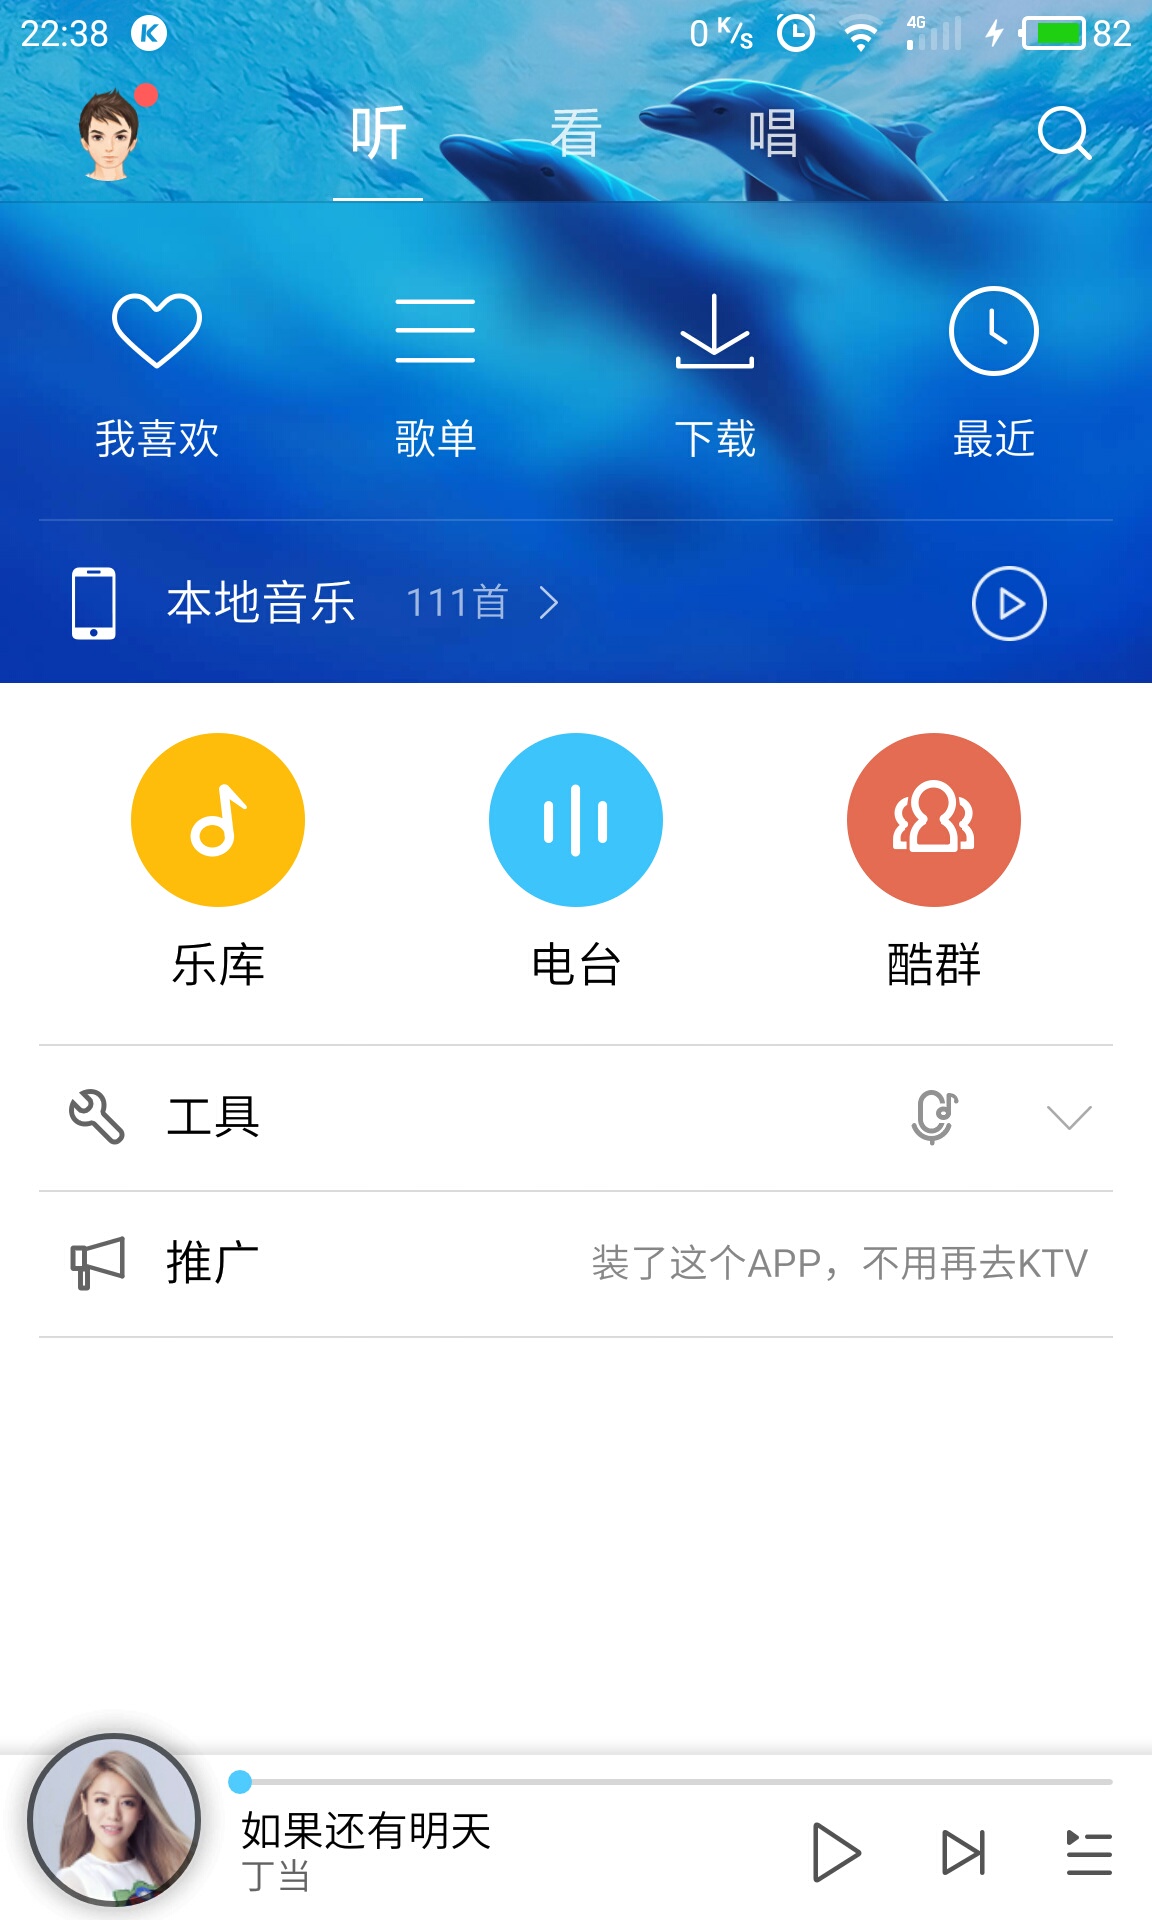 22:38 K 0 K/s 4G 82
听 看 唱
我喜欢 歌单 下载 最近
本地音乐 111首
乐库 电台 酷群
工具
推广 装了这个APP，不用再去KTV
如果还有明天
丁当